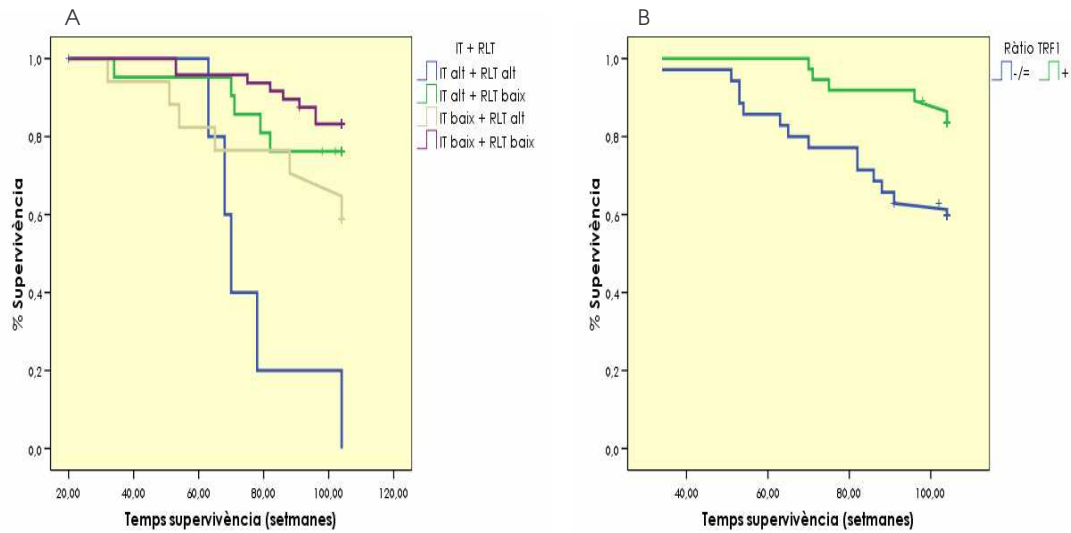 A
IT + RLT
IT alt + RLT alt
IT alt + RLT baix
IT baix + RLT alt
IT baix + RLT baix
% Supervivència
1,0
0,8
0,6
0,4
0,2
0,0
20,00 40,00 60,00 80,00 100,00 120,00
Temps supervivència (setmanes)
B
Ràtio TRF1
-/= +
% Supervivència
1,0
0,8
0,6
0,4
0,2
0,0
40,00 60,00 80,00 100,00
Temps supervivència (setmanes)